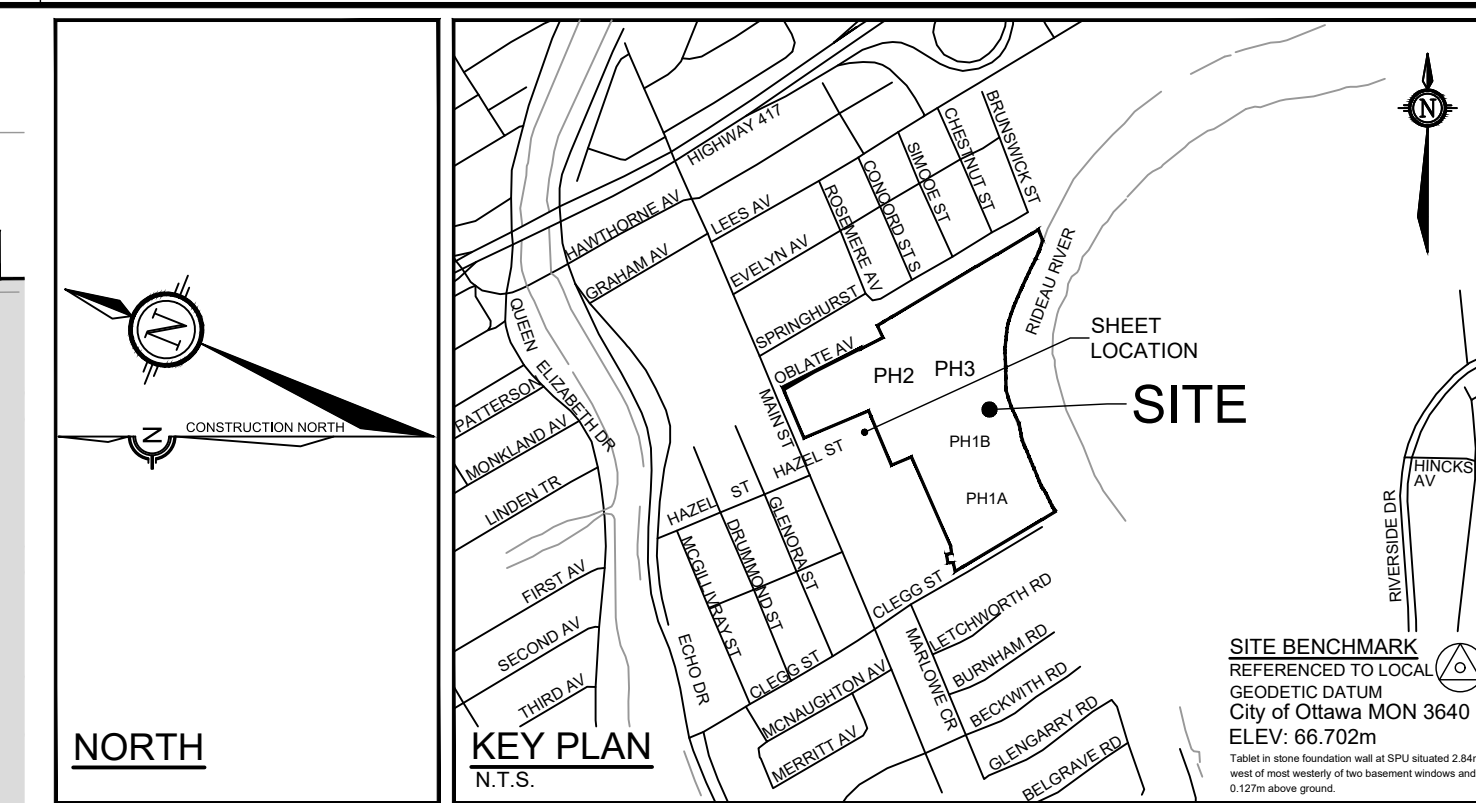 N
CONSTRUCTION NORTH
N
NORTH
HIGHWAY 417
HAWTHORNE AV
GRAHAM AV
LEES AV
EVELYN AV
ROSEMERE AV
CONCORD ST S
SIMCOE ST
CHESTNUT ST
BRUNSWICK ST
SPRINGHURST
OBLATE AV
RIDEAU RIVER
QUEEN ELIZABETH DR
PATTERSON
MONKLAND AV
LINDEN TR
MAIN ST
HAZEL ST
HAZEL ST
PH2
PH3
PH1B
PH1A
SHEET
LOCATION
SITE
FIRST AV
SECOND AV
THIRD AV
ECHO DR
MCGILLIVRAY ST
DRUMMOND ST
GLENORA ST
CLEGG ST
CLEGG ST
MCNAUGHTON AV
MERRITT AV
MARLOWE CR
LETCHWORTH RD
BURNHAM RD
BECKWITH RD
GLENGARRY RD
BELGRAVE RD
KEY PLAN
N.T.S.
N
HINCKS
AV
RIVERSIDE DR
SITE BENCHMARK
REFERENCED TO LOCAL
GEODETIC DATUM
City of Ottawa MON 3640
ELEV: 66.702m
Tablet in stone foundation wall at SPU situated 2.84m
west of most westerly of two basement windows and
0.127m above ground.